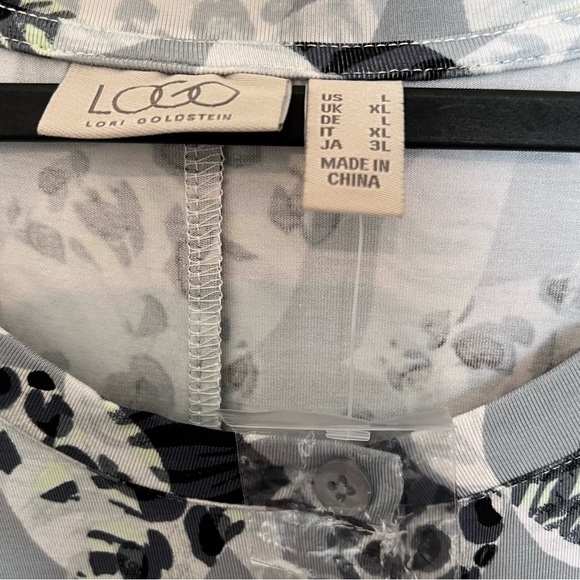 LOGO
LORI GOLDSTEIN
US L
UK XL
DE L
IT XL
JA 3L
MADE IN
CHINA